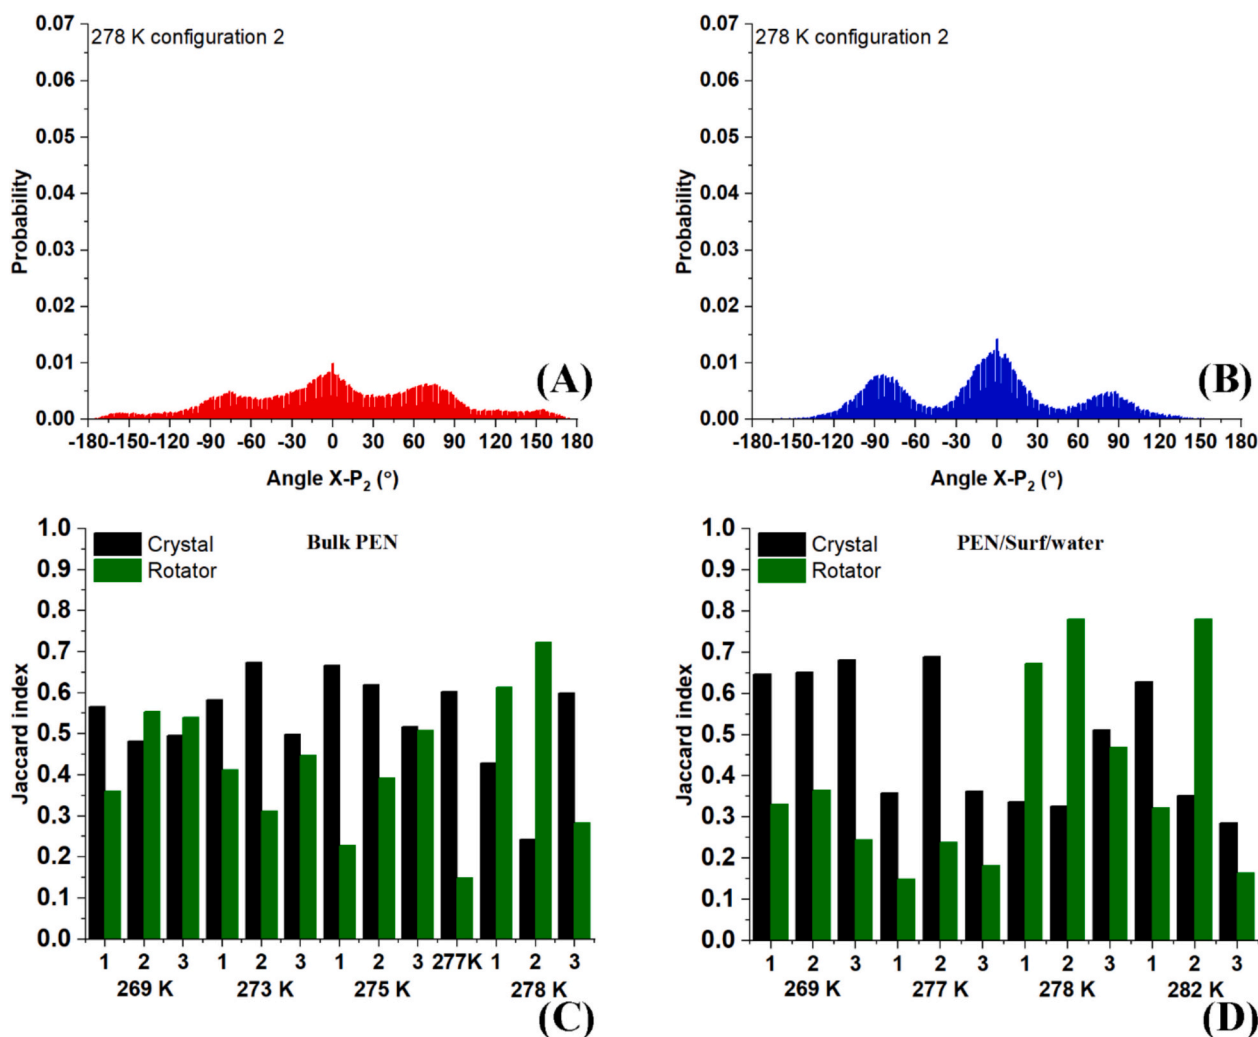 0.07
278 K configuration 2
0.06
0.05
0.04
Probability
0.03
0.02
0.01
0.00
-180 -150 -120 -90 -60 -30 0 30 60 90 120 150 180
Angle X-P₂ (°)
(A)
0.07
278 K configuration 2
0.06
0.05
0.04
Probability
0.03
0.02
0.01
0.00
-180 -150 -120 -90 -60 -30 0 30 60 90 120 150 180
Angle X-P₂ (°)
(B)
1.0
Crystal
Rotator
Bulk PEN
0.9
0.8
0.7
0.6
0.5
0.4
0.3
0.2
0.1
0.0
Jaccard index
1 2 3 1 2 3 1 2 3 277K 1 2 3
269 K 273 K 275 K 278 K
(C)
1.0
Crystal
Rotator
PEN/Surf/water
0.9
0.8
0.7
0.6
0.5
0.4
0.3
0.2
0.1
0.0
Jaccard index
1 2 3 1 2 3 1 2 3 1 2 3
269 K 277 K 278 K 282 K
(D)